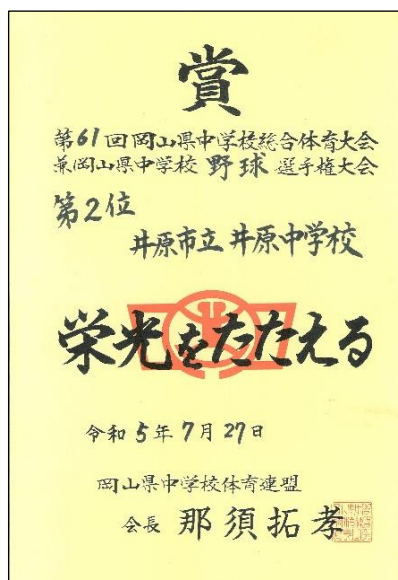 賞
第61回岡山県中学校総合体育大会
兼岡山県中学校 野球 選手権大会
第2位
井原市立井原中学校
栄光をたたえる
令和5年7月27日
岡山県中学校体育連盟
会長 那須拓孝